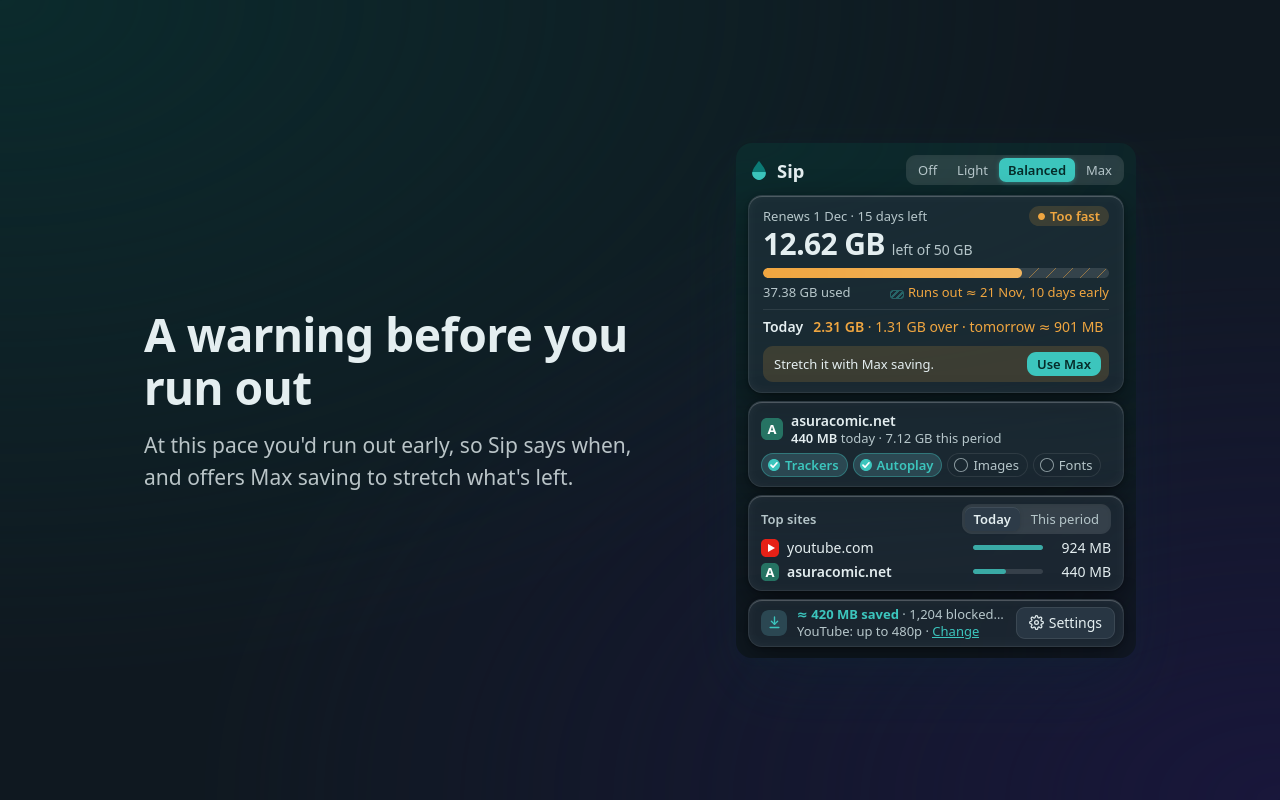 A warning before you
run out
At this pace you'd run out early, so Sip says when,
and offers Max saving to stretch what's left.
Sip
Off Light Balanced Max
Renews 1 Dec · 15 days left Too fast
12.62 GB left of 50 GB
37.38 GB used Runs out ≈ 21 Nov, 10 days early
Today 2.31 GB · 1.31 GB over · tomorrow ≈ 901 MB
Stretch it with Max saving. Use Max
A asuracomic.net
440 MB today · 7.12 GB this period
Trackers Autoplay Images Fonts
Top sites Today This period
youtube.com 924 MB
A asuracomic.net 440 MB
≈ 420 MB saved · 1,204 blocked…
YouTube: up to 480p · Change
Settings